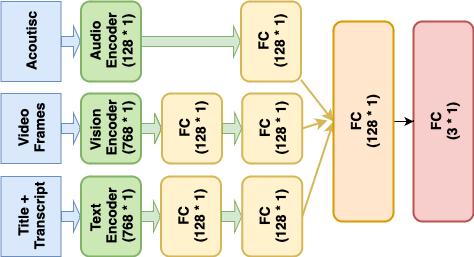 Acoutisc
Audio
Encoder
(128 * 1)
FC
(128 * 1)
Video
Frames
Vision
Encoder
(768 * 1)
FC
(128 * 1)
FC
(128 * 1)
Title +
Transcript
Text
Encoder
(768 * 1)
FC
(128 * 1)
FC
(128 * 1)
FC
(128 * 1)
FC
(3 * 1)